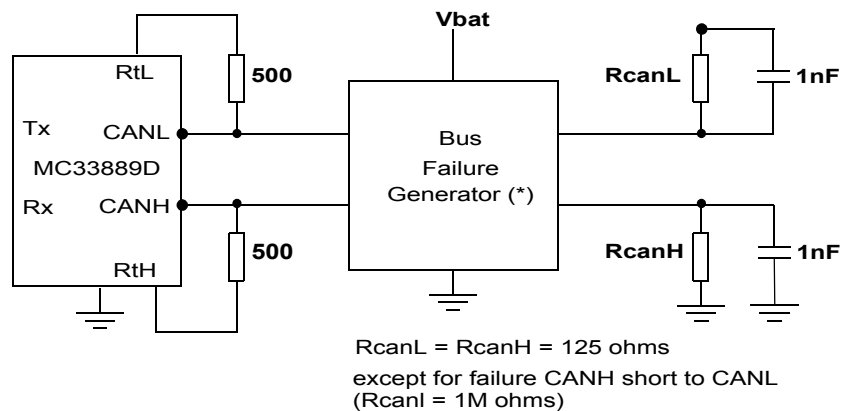 Vbat
RtL
500
RcanL
1nF
Tx
CANL
MC33889D
Rx
CANH
RtH
500
Bus
Failure
Generator (*)
RcanH
1nF
RcanL = RcanH = 125 ohms
except for failure CANH short to CANL
(Rcanl = 1M ohms)